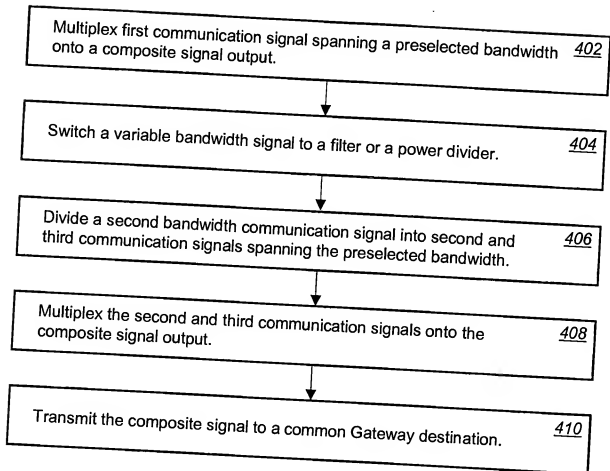 Multiplex first communication signal spanning a preselected bandwidth 402
onto a composite signal output.
Switch a variable bandwidth signal to a filter or a power divider. 404
Divide a second bandwidth communication signal into second and 406
third communication signals spanning the preselected bandwidth.
Multiplex the second and third communication signals onto the 408
composite signal output.
Transmit the composite signal to a common Gateway destination. 410